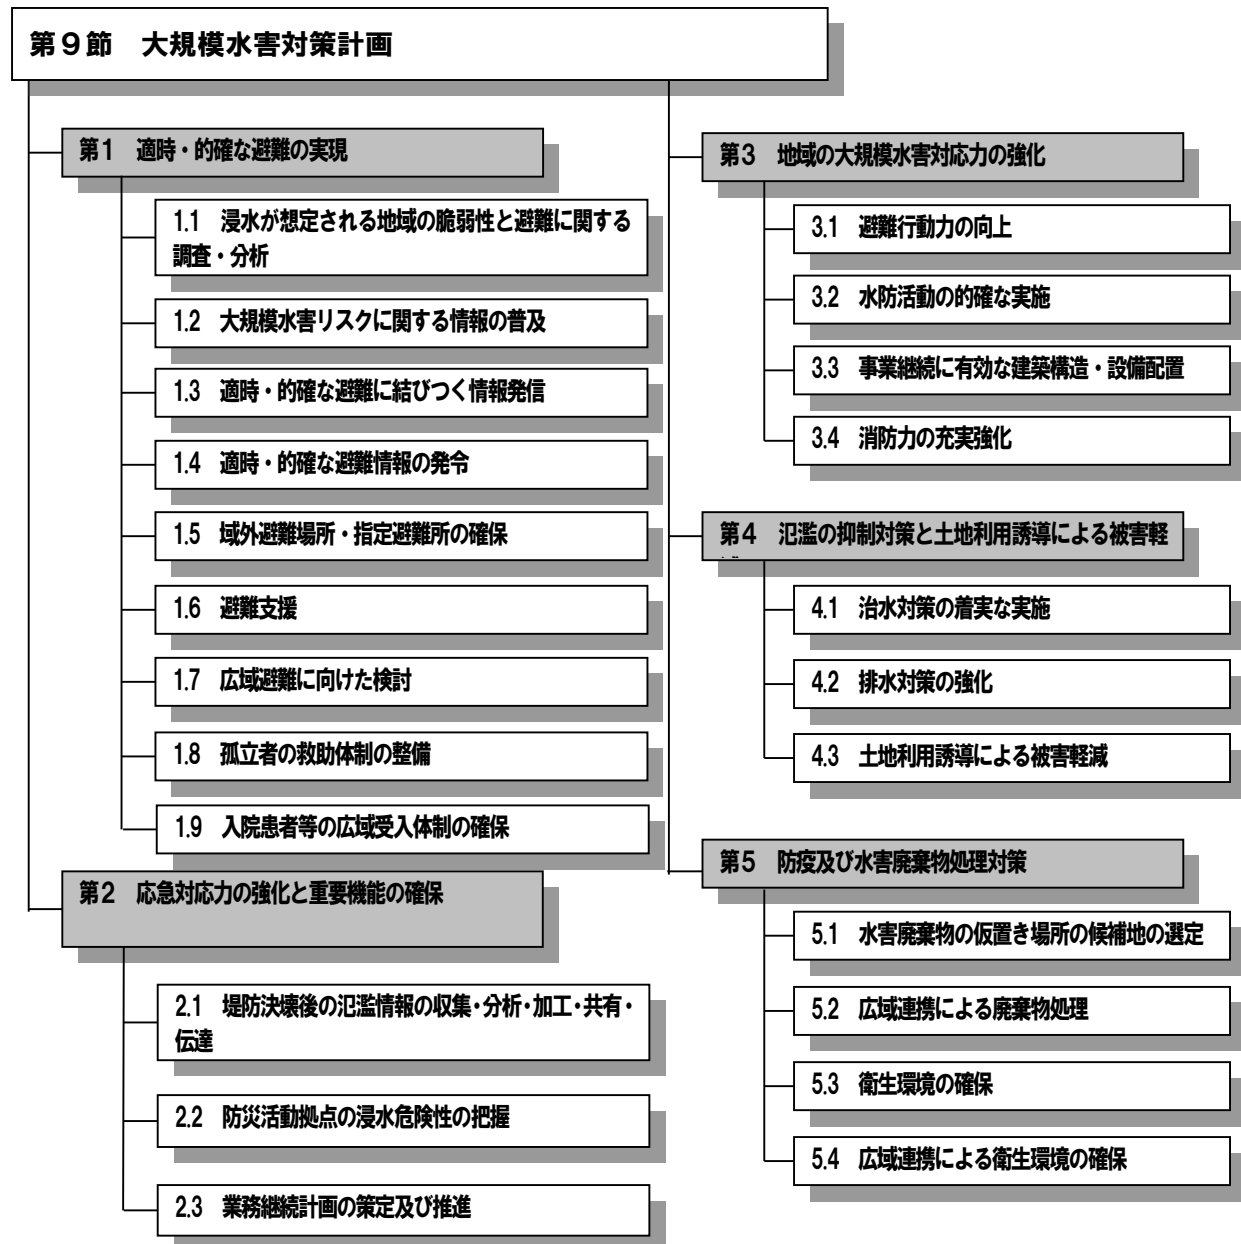 第９節　大規模水害対策計画
第1　適時・的確な避難の実現
1.1　浸水が想定される地域の脆弱性と避難に関する
調査・分析
1.2　大規模水害リスクに関する情報の普及
1.3　適時・的確な避難に結びつく情報発信
1.4　適時・的確な避難情報の発令
1.5　域外避難場所・指定避難所の確保
1.6　避難支援
1.7　広域避難に向けた検討
1.8　孤立者の救助体制の整備
1.9　入院患者等の広域受入体制の確保
第2　応急対応力の強化と重要機能の確保
2.1　堤防決壊後の氾濫情報の収集・分析・加工・共有・
伝達
2.2　防災活動拠点の浸水危険性の把握
2.3　業務継続計画の策定及び推進
第3　地域の大規模水害対応力の強化
3.1　避難行動力の向上
3.2　水防活動の的確な実施
3.3　事業継続に有効な建築構造・設備配置
3.4　消防力の充実強化
第4　氾濫の抑制対策と土地利用誘導による被害軽
4.1　治水対策の着実な実施
4.2　排水対策の強化
4.3　土地利用誘導による被害軽減
第5　防疫及び水害廃棄物処理対策
5.1　水害廃棄物の仮置き場所の候補地の選定
5.2　広域連携による廃棄物処理
5.3　衛生環境の確保
5.4　広域連携による衛生環境の確保